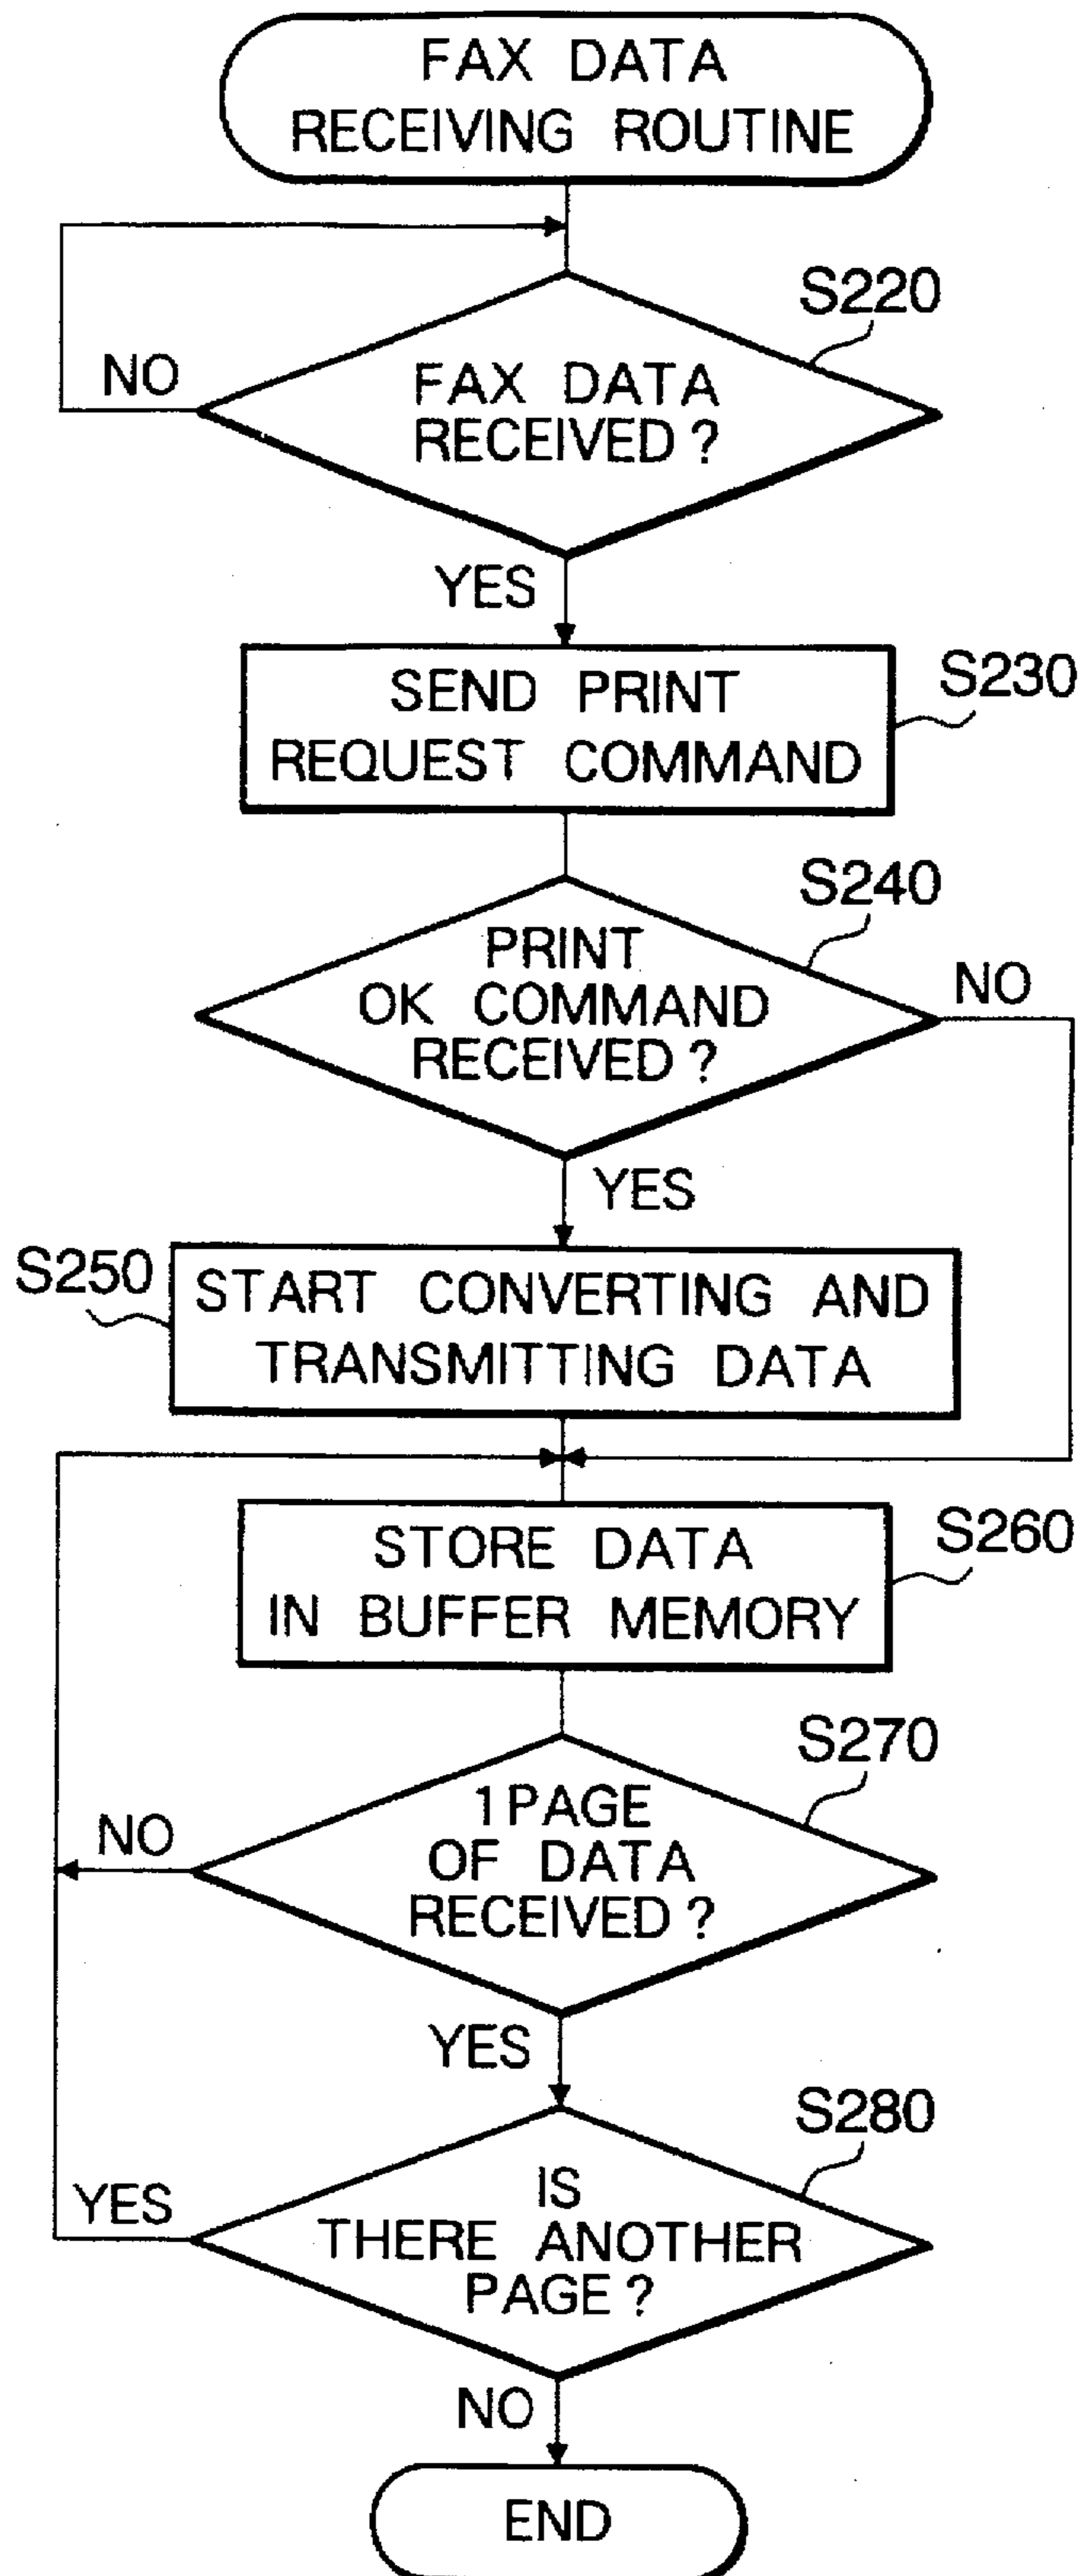 FAX DATA
RECEIVING ROUTINE
S220
NO
FAX DATA
RECEIVED?
YES
S230
SEND PRINT
REQUEST COMMAND
S240
PRINT
OK COMMAND
RECEIVED?
NO
YES
S250
START CONVERTING AND
TRANSMITTING DATA
S260
STORE DATA
IN BUFFER MEMORY
S270
1 PAGE
OF DATA
RECEIVED?
NO
YES
S280
IS
THERE ANOTHER
PAGE?
YES
NO
END